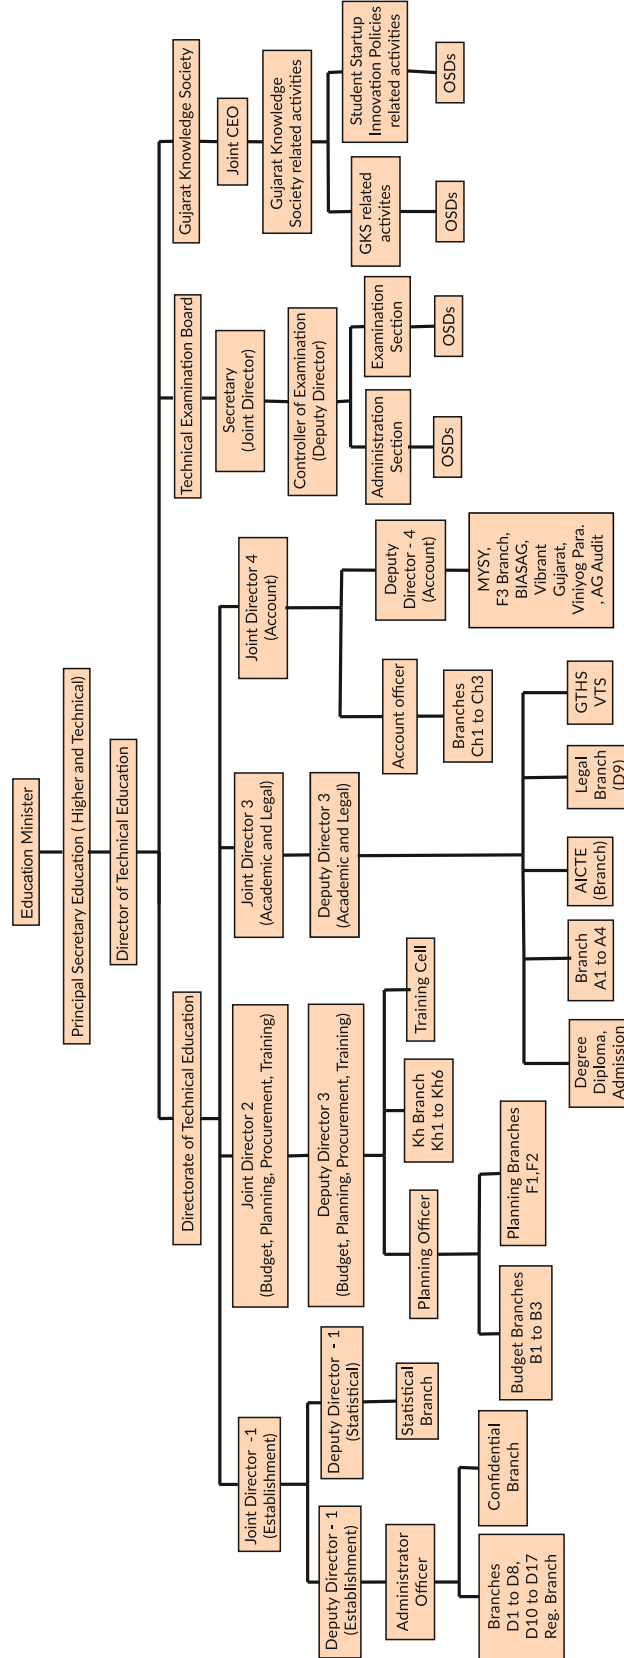 Education Minister
Principal Secretary Education ( Higher and Technical)
Director of Technical Education
Directorate of Technical Education
Technical Examination Board
Gujarat Knowledge Society
Joint Director -1
(Establishment)
Deputy Director - 1
(Establishment)
Administrator
Officer
Branches
D1 to D8,
D10 to D17
Reg. Branch
Confidential
Branch
Deputy Director - 1
(Statistical)
Statistical
Branch
Joint Director 2
(Budget, Planning, Procurement, Training)
Deputy Director 3
(Budget, Planning, Procurement, Training)
Planning Officer
Budget Branches
B1 to B3
Planning Branches
F1,F2
Kh Branch
Kh1 to Kh6
Training Cell
Joint Director 3
(Academic and Legal)
Deputy Director 3
(Academic and Legal)
Degree
Diploma,
Admission
Branch
A1 to A4
AICTE
(Branch)
Legal
Branch
(D9)
GTHS
VTS
Joint Director 4
(Account)
Account officer
Branches
Ch1 to Ch3
Deputy
Director - 4
(Account)
MYSY,
F3 Branch,
BIASAG,
Vibrant
Gujarat,
Viniyog Para.
, AG Audit
Secretary
(Joint Director)
Controller of Examination
(Deputy Director)
Administration
Section
OSDs
Examination
Section
OSDs
Joint CEO
Gujarat Knowledge
Society related activities
GKS related
activites
OSDs
Student Startup
Innovation Policies
related activities
OSDs